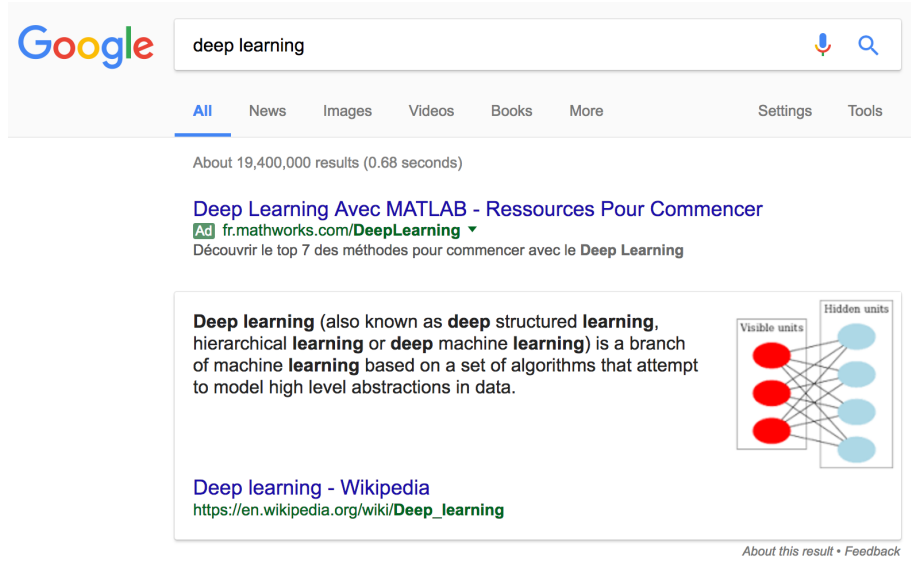 Google
deep learning
All News Images Videos Books More Settings Tools
About 19,400,000 results (0.68 seconds)
Deep Learning Avec MATLAB - Ressources Pour Commencer
Ad fr.mathworks.com/DeepLearning
Découvrir le top 7 des méthodes pour commencer avec le Deep Learning
Deep learning (also known as deep structured learning,
hierarchical learning or deep machine learning) is a branch
of machine learning based on a set of algorithms that attempt
to model high level abstractions in data.
Visible units
Hidden units
Deep learning - Wikipedia
https://en.wikipedia.org/wiki/Deep_learning
About this result • Feedback